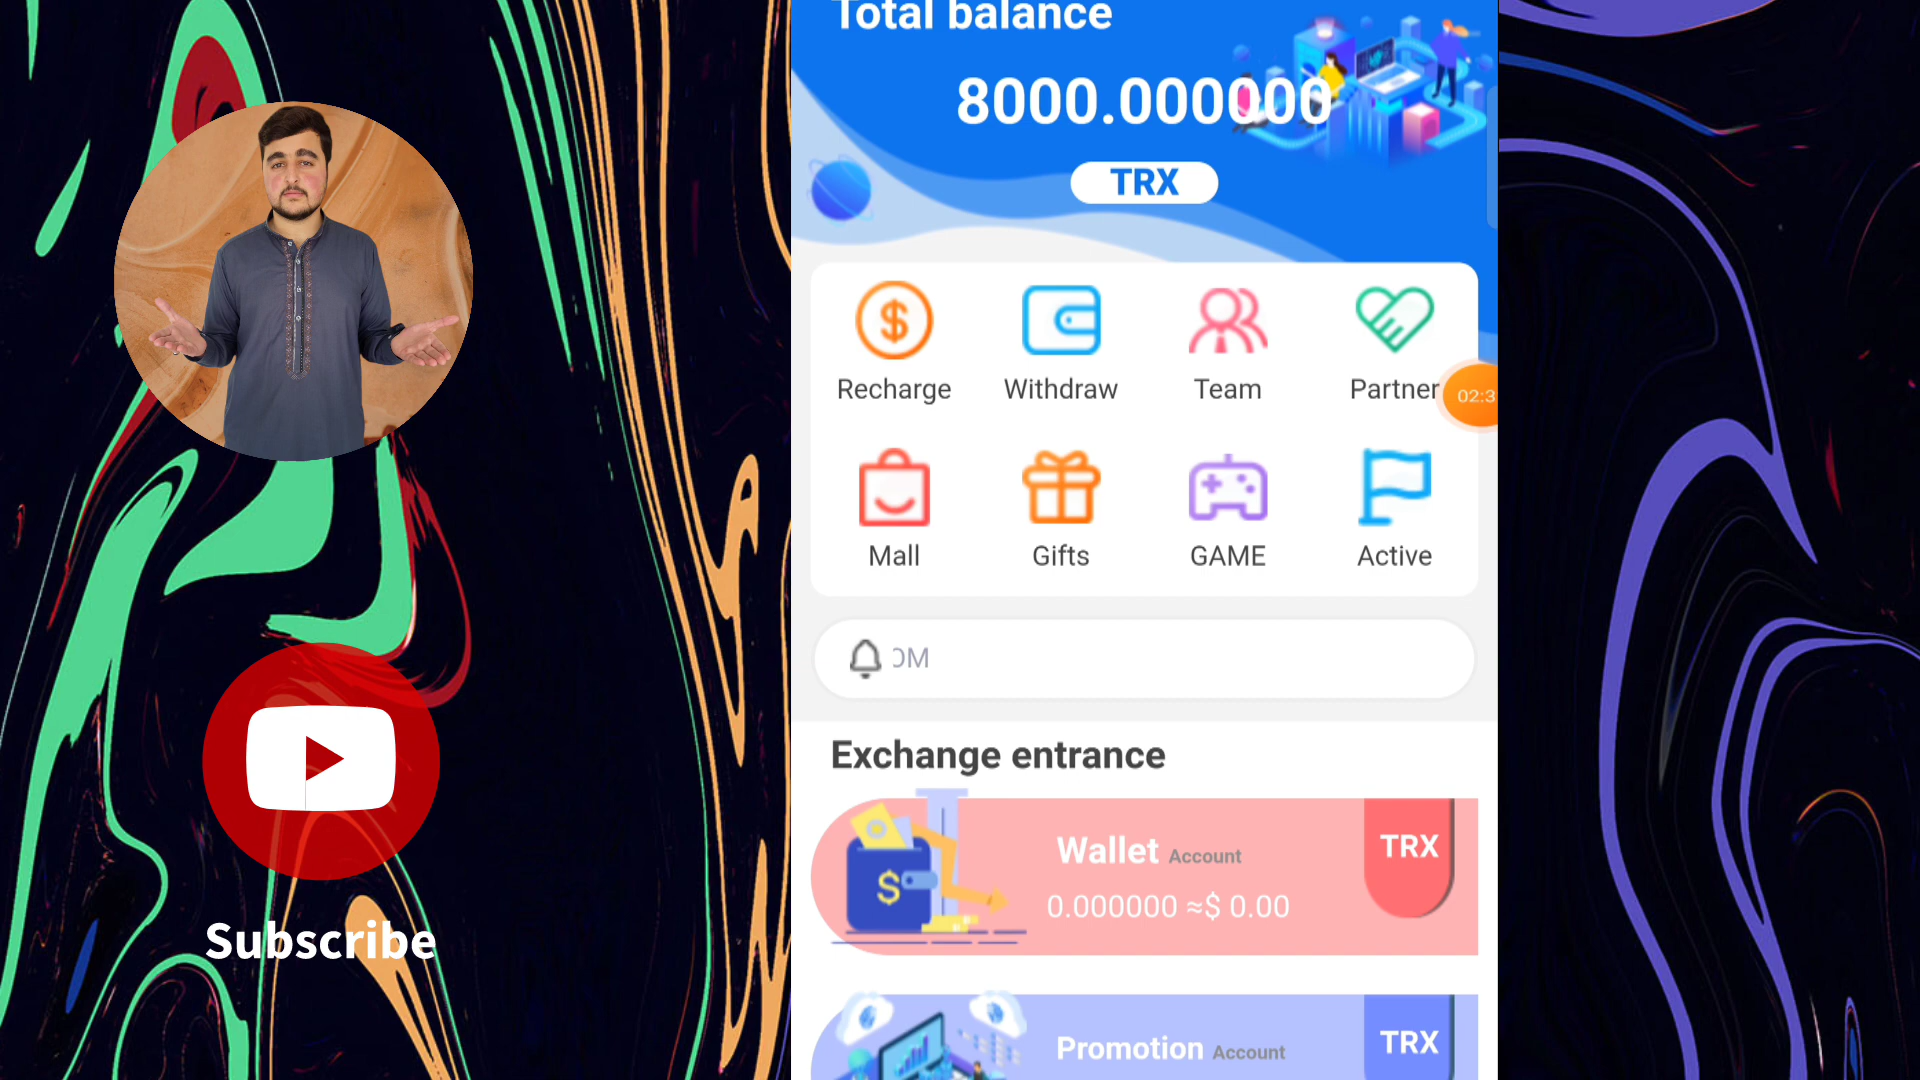 Total balance
8000.000000
TRX
Recharge
Withdraw
Team
Partner
02:3
Mall
Gifts
GAME
Active
OM
Exchange entrance
Wallet Account
TRX
0.000000 ≈$ 0.00
Promotion Account
TRX
Subscribe